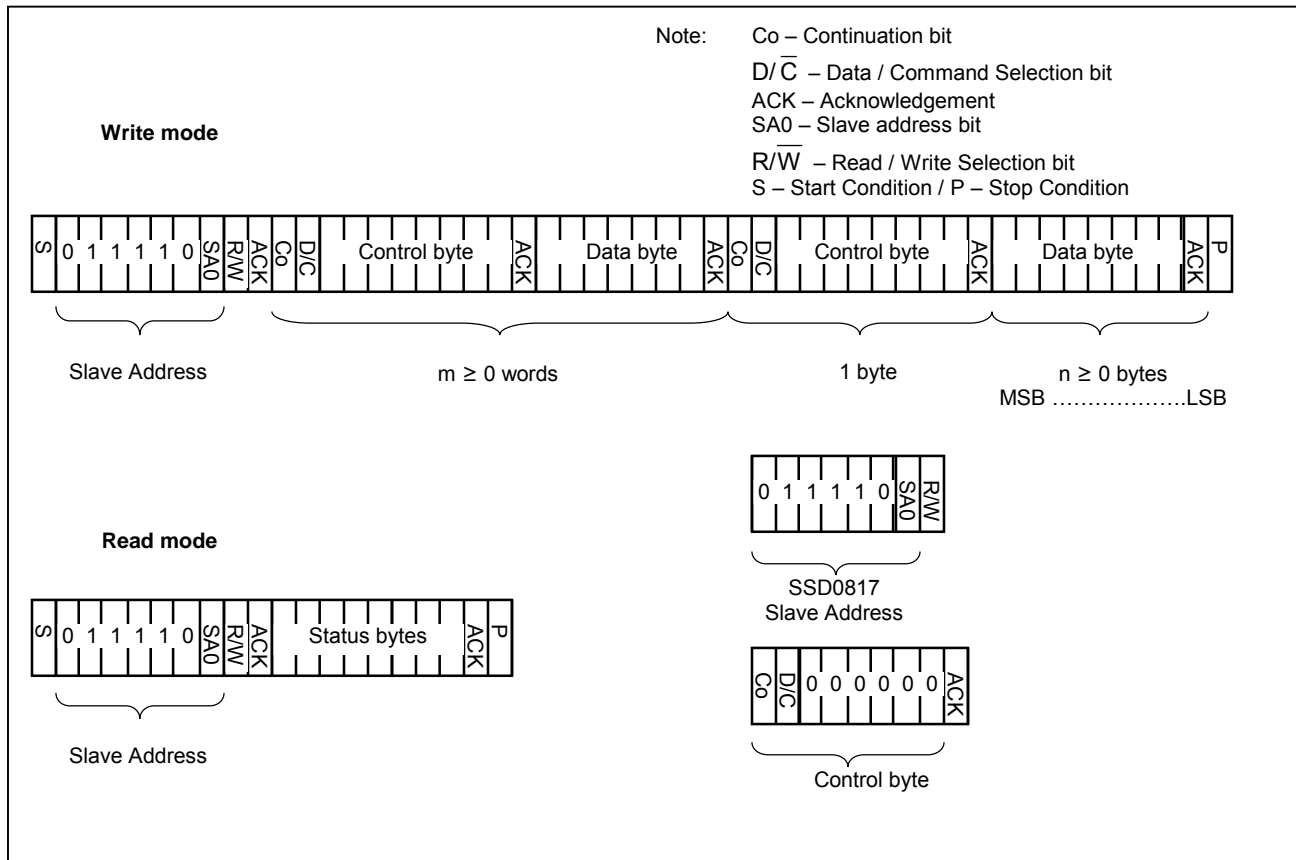 Note: Co – Continuation bit
D/C̅ – Data / Command Selection bit
ACK – Acknowledgement
SA0 – Slave address bit
R/W̅ – Read / Write Selection bit
S – Start Condition / P – Stop Condition
Write mode
S 0 1 1 1 1 0 SA0 R/W ACK Co D/C Control byte ACK Data byte ACK Co D/C Control byte ACK Data byte ACK P
Slave Address m ≥ 0 words 1 byte n ≥ 0 bytes
MSB ...................LSB
0 1 1 1 1 0 SA0 R/W
SSD0817
Slave Address
Read mode
S 0 1 1 1 1 0 SA0 R/W ACK Status bytes ACK P
Slave Address
Co D/C 0 0 0 0 0 0 ACK
Control byte